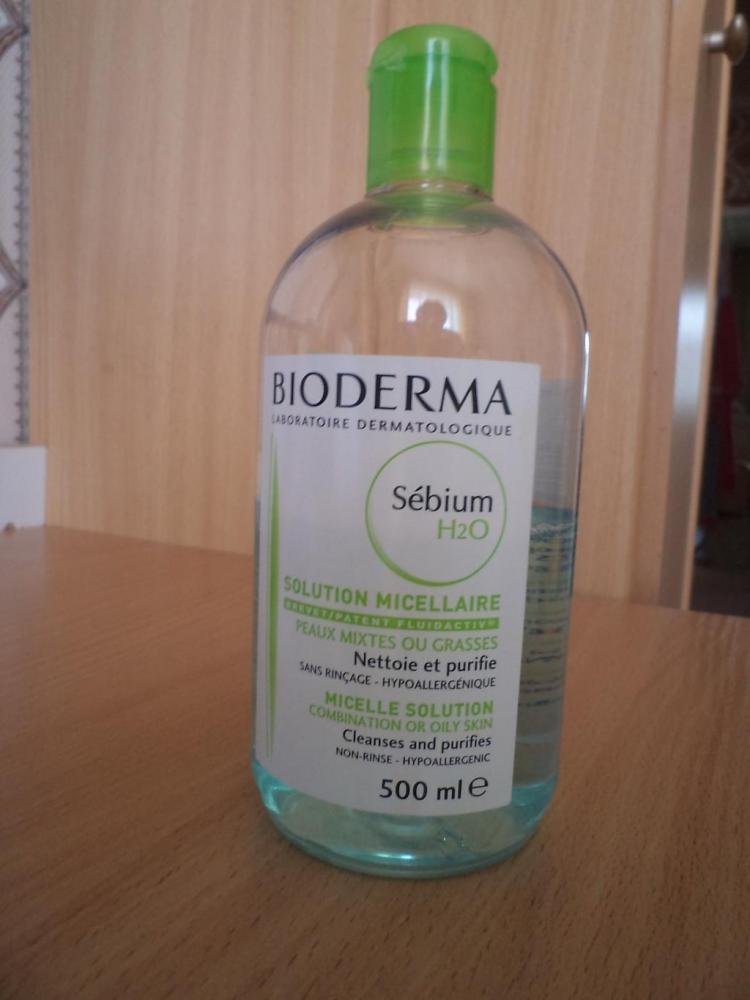 BIODERMA
LABORATOIRE DERMATOLOGIQUE
Sébium
H2O
SOLUTION MICELLAIRE
BREVET/PATENT FLUIDACTIV®
PEAUX MIXTES OU GRASSES
Nettoie et purifie
SANS RINÇAGE - HYPOALLERGÉNIQUE
MICELLE SOLUTION
COMBINATION OR OILY SKIN
Cleanses and purifies
NON-RINSE - HYPOALLERGENIC
500 ml ℮